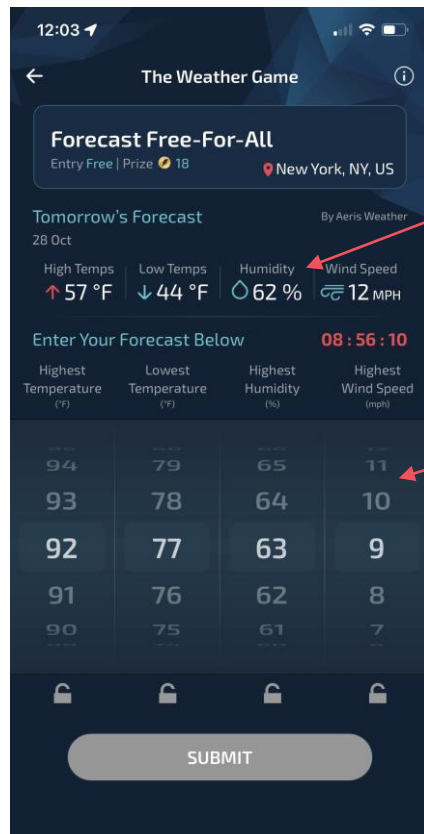 12:03
The Weather Game
Forecast Free-For-All
Entry Free | Prize 18
New York, NY, US
Tomorrow's Forecast
By Aeris Weather
28 Oct
High Temps Low Temps Humidity Wind Speed
57 °F 44 °F 62 % 12 MPH
Enter Your Forecast Below 08 : 56 : 10
Highest Lowest Highest Highest
Temperature Temperature Humidity Wind Speed
(°F) (°F) (%) (mph)
94 79 65 11
93 78 64 10
92 77 63 9
91 76 62 8
90 75 61 7
SUBMIT